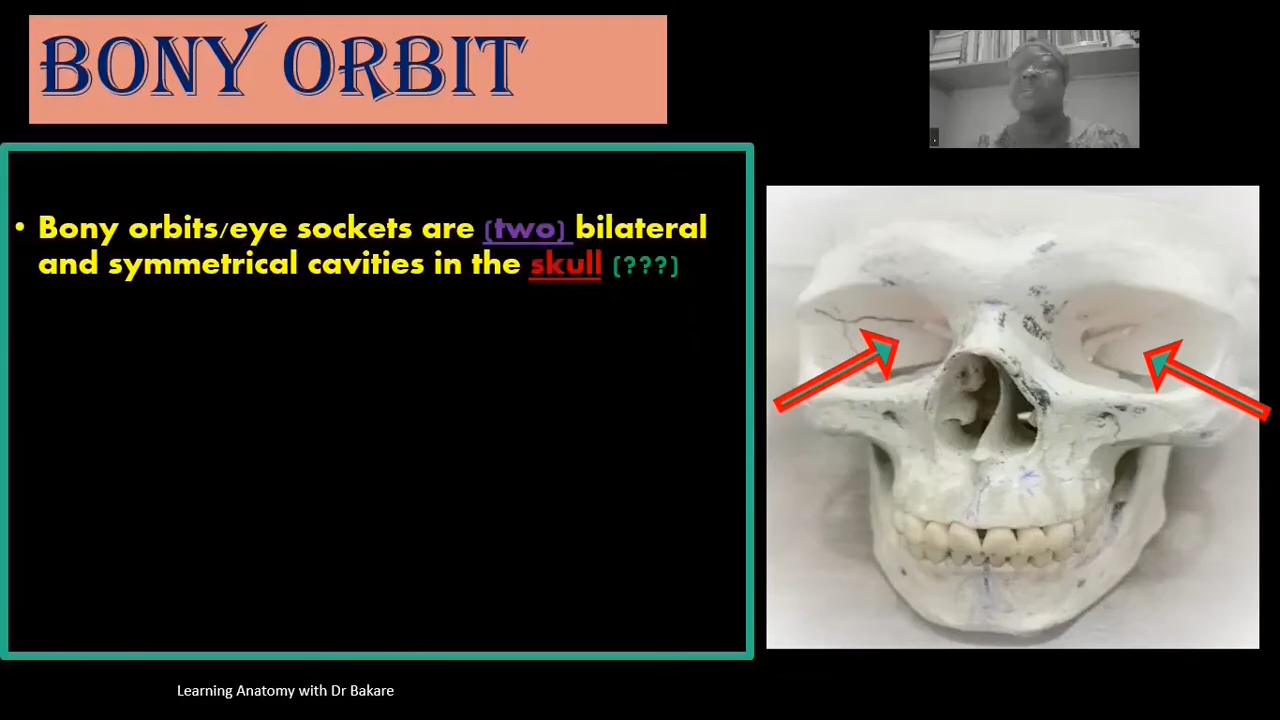 BONY ORBIT
• Bony orbits/eye sockets are (two) bilateral
and symmetrical cavities in the skull (???)
Learning Anatomy with Dr Bakare